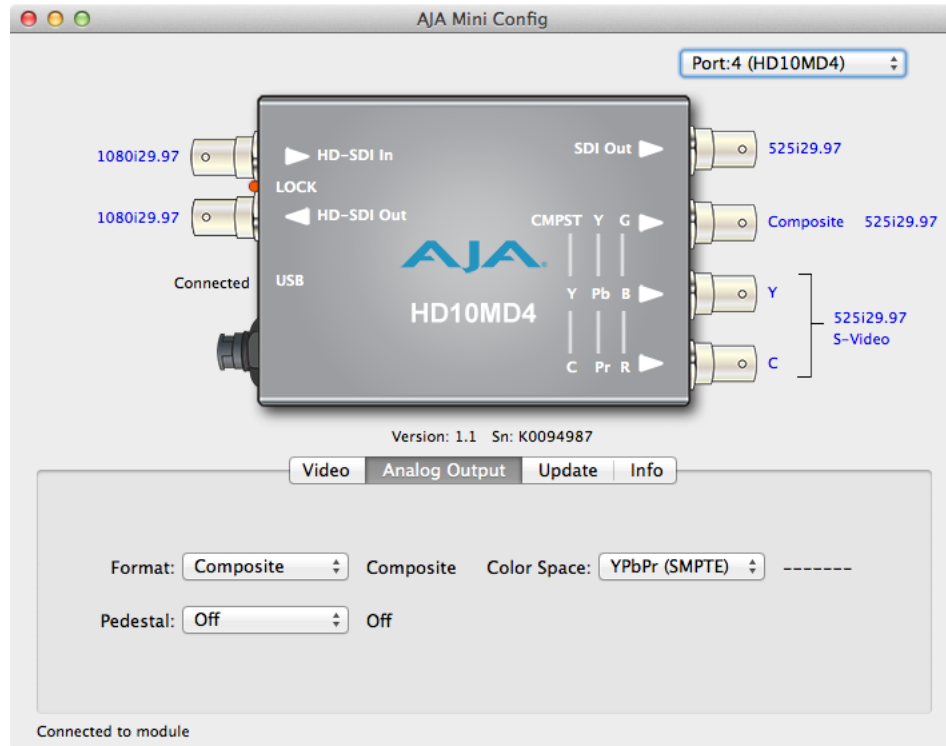 AJA Mini Config
Port:4 (HD10MD4)
1080i29.97
HD-SDI In
SDI Out
525i29.97
LOCK
1080i29.97
HD-SDI Out
CMPST Y G
Composite 525i29.97
AJA
Connected
USB
Y Pb B
Y
HD10MD4
525i29.97
S-Video
C Pr R
C
Version: 1.1 Sn: K0094987
Video Analog Output Update Info
Format: Composite Composite Color Space: YPbPr (SMPTE) -------
Pedestal: Off Off
Connected to module